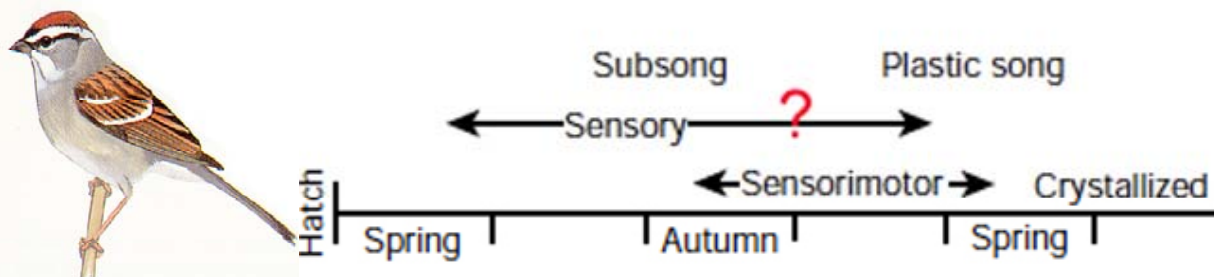 Subsong Plastic song
Sensory ?
Sensorimotor Crystallized
Hatch
Spring Autumn Spring